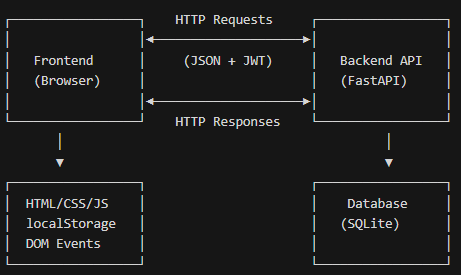 HTTP Requests
Frontend
(JSON + JWT)
Backend API
(Browser)
(FastAPI)
HTTP Responses
HTML/CSS/JS
Database
localStorage
(SQLite)
DOM Events